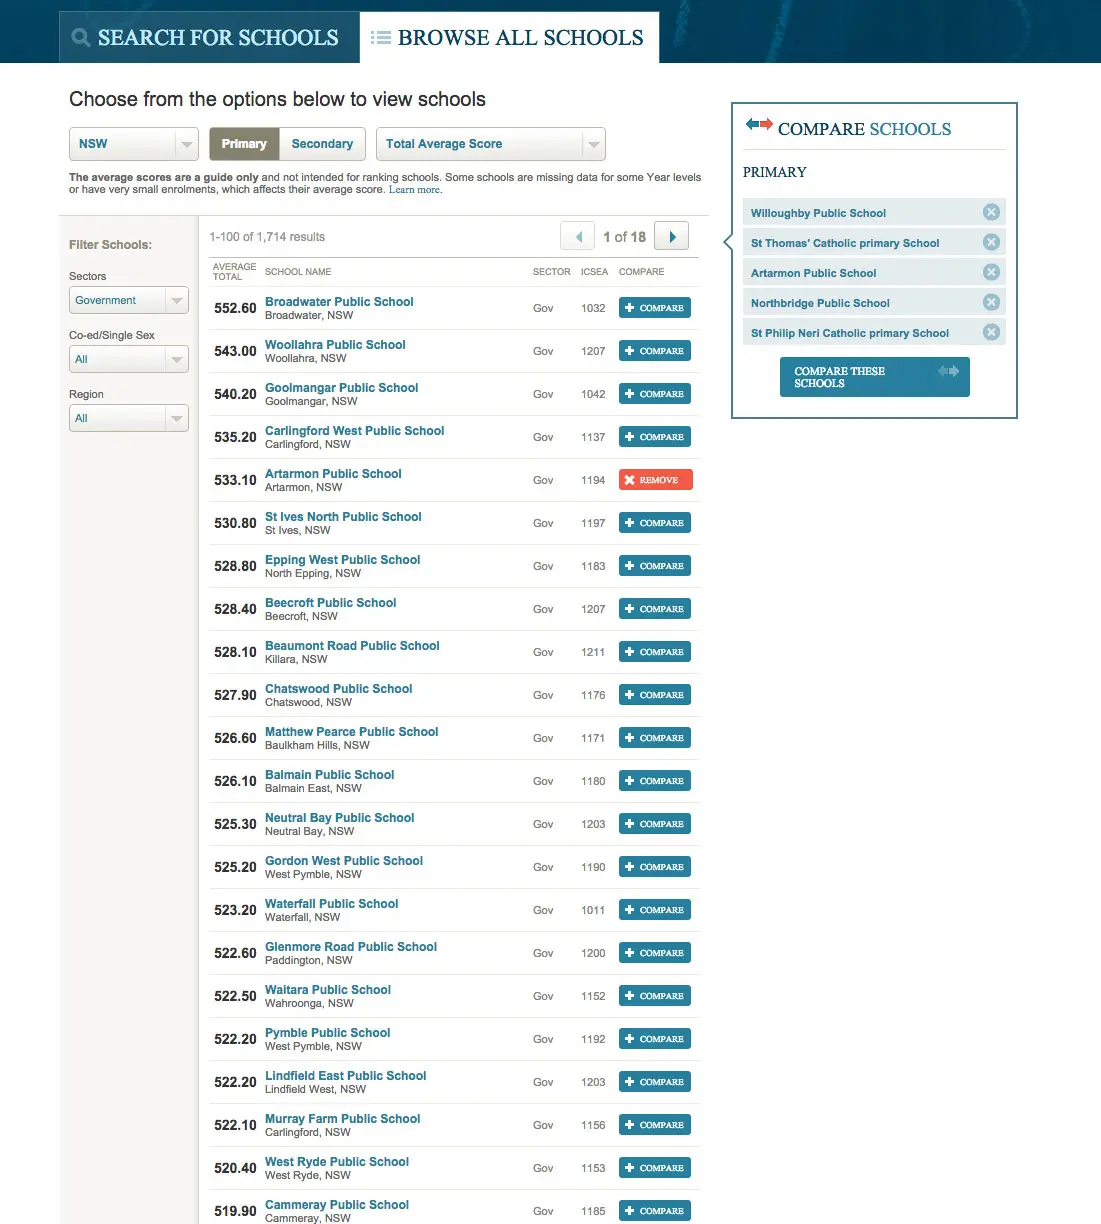 SEARCH FOR SCHOOLS
BROWSE ALL SCHOOLS
Choose from the options below to view schools
NSW
Primary
Secondary
Total Average Score
The average scores are a guide only and not intended for ranking schools. Some schools are missing data for some Year levels
or have very small enrolments, which affects their average score. Learn more.
Filter Schools:
Sectors
Government
Co-ed/Single Sex
All
Region
All
1-100 of 1,714 results
1 of 18
AVERAGE TOTAL SCHOOL NAME SECTOR ICSEA COMPARE
552.60 Broadwater Public School Gov 1032 COMPARE
Broadwater, NSW
543.00 Woollahra Public School Gov 1207 COMPARE
Woollahra, NSW
540.20 Goolmangar Public School Gov 1042 COMPARE
Goolmangar, NSW
535.20 Carlingford West Public School Gov 1137 COMPARE
Carlingford, NSW
533.10 Artarmon Public School Gov 1194 REMOVE
Artarmon, NSW
530.80 St Ives North Public School Gov 1197 COMPARE
St Ives, NSW
528.80 Epping West Public School Gov 1183 COMPARE
North Epping, NSW
528.40 Beecroft Public School Gov 1207 COMPARE
Beecroft, NSW
528.10 Beaumont Road Public School Gov 1211 COMPARE
Killara, NSW
527.90 Chatswood Public School Gov 1176 COMPARE
Chatswood, NSW
526.60 Matthew Pearce Public School Gov 1171 COMPARE
Baulkham Hills, NSW
526.10 Balmain Public School Gov 1180 COMPARE
Balmain East, NSW
525.30 Neutral Bay Public School Gov 1203 COMPARE
Neutral Bay, NSW
525.20 Gordon West Public School Gov 1190 COMPARE
West Pymble, NSW
523.20 Waterfall Public School Gov 1011 COMPARE
Waterfall, NSW
522.60 Glenmore Road Public School Gov 1200 COMPARE
Paddington, NSW
522.50 Waitara Public School Gov 1152 COMPARE
Wahroonga, NSW
522.20 Pymble Public School Gov 1192 COMPARE
West Pymble, NSW
522.20 Lindfield East Public School Gov 1203 COMPARE
Lindfield West, NSW
522.10 Murray Farm Public School Gov 1156 COMPARE
Carlingford, NSW
520.40 West Ryde Public School Gov 1153 COMPARE
West Ryde, NSW
519.90 Cammeray Public School Gov 1185 COMPARE
Cammeray, NSW
COMPARE SCHOOLS
PRIMARY
Willoughby Public School
St Thomas' Catholic primary School
Artarmon Public School
Northbridge Public School
St Philip Neri Catholic primary School
COMPARE THESE
SCHOOLS